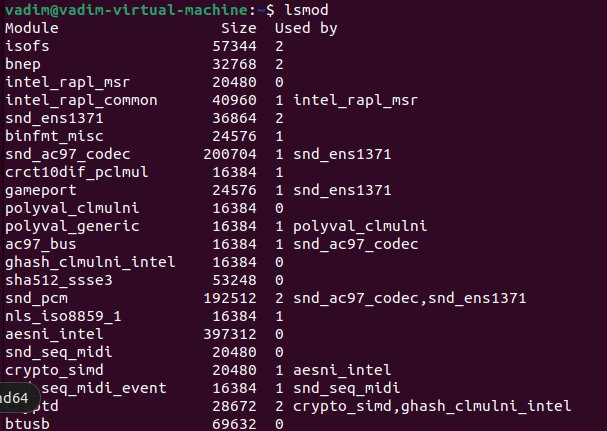 vadim@vadim-virtual-machine:~$ lsmod
Module                  Size  Used by
isofs                  57344  2
bnep                   32768  2
intel_rapl_msr         20480  0
intel_rapl_common      40960  1 intel_rapl_msr
snd_ens1371            36864  2
binfmt_misc            24576  1
snd_ac97_codec        200704  1 snd_ens1371
crct10dif_pclmul       16384  1
gameport               24576  1 snd_ens1371
polyval_clmulni        16384  0
polyval_generic        16384  1 polyval_clmulni
ac97_bus               16384  1 snd_ac97_codec
ghash_clmulni_intel    16384  0
sha512_ssse3           53248  0
snd_pcm               192512  2 snd_ac97_codec,snd_ens1371
nls_iso8859_1          16384  1
aesni_intel           397312  0
snd_seq_midi           20480  0
crypto_simd            20480  1 aesni_intel
_seq_midi_event     16384  1 snd_seq_midi
nd64
ptd                 28672  2 crypto_simd,ghash_clmulni_intel
btusb                  69632  0